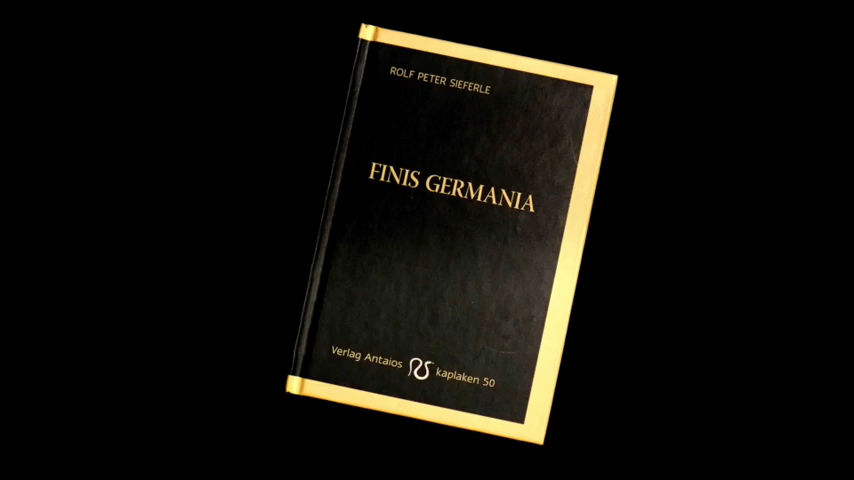 ROLF PETER SIEFERLE
FINIS GERMANIA
Verlag Antaios kaplaken 50